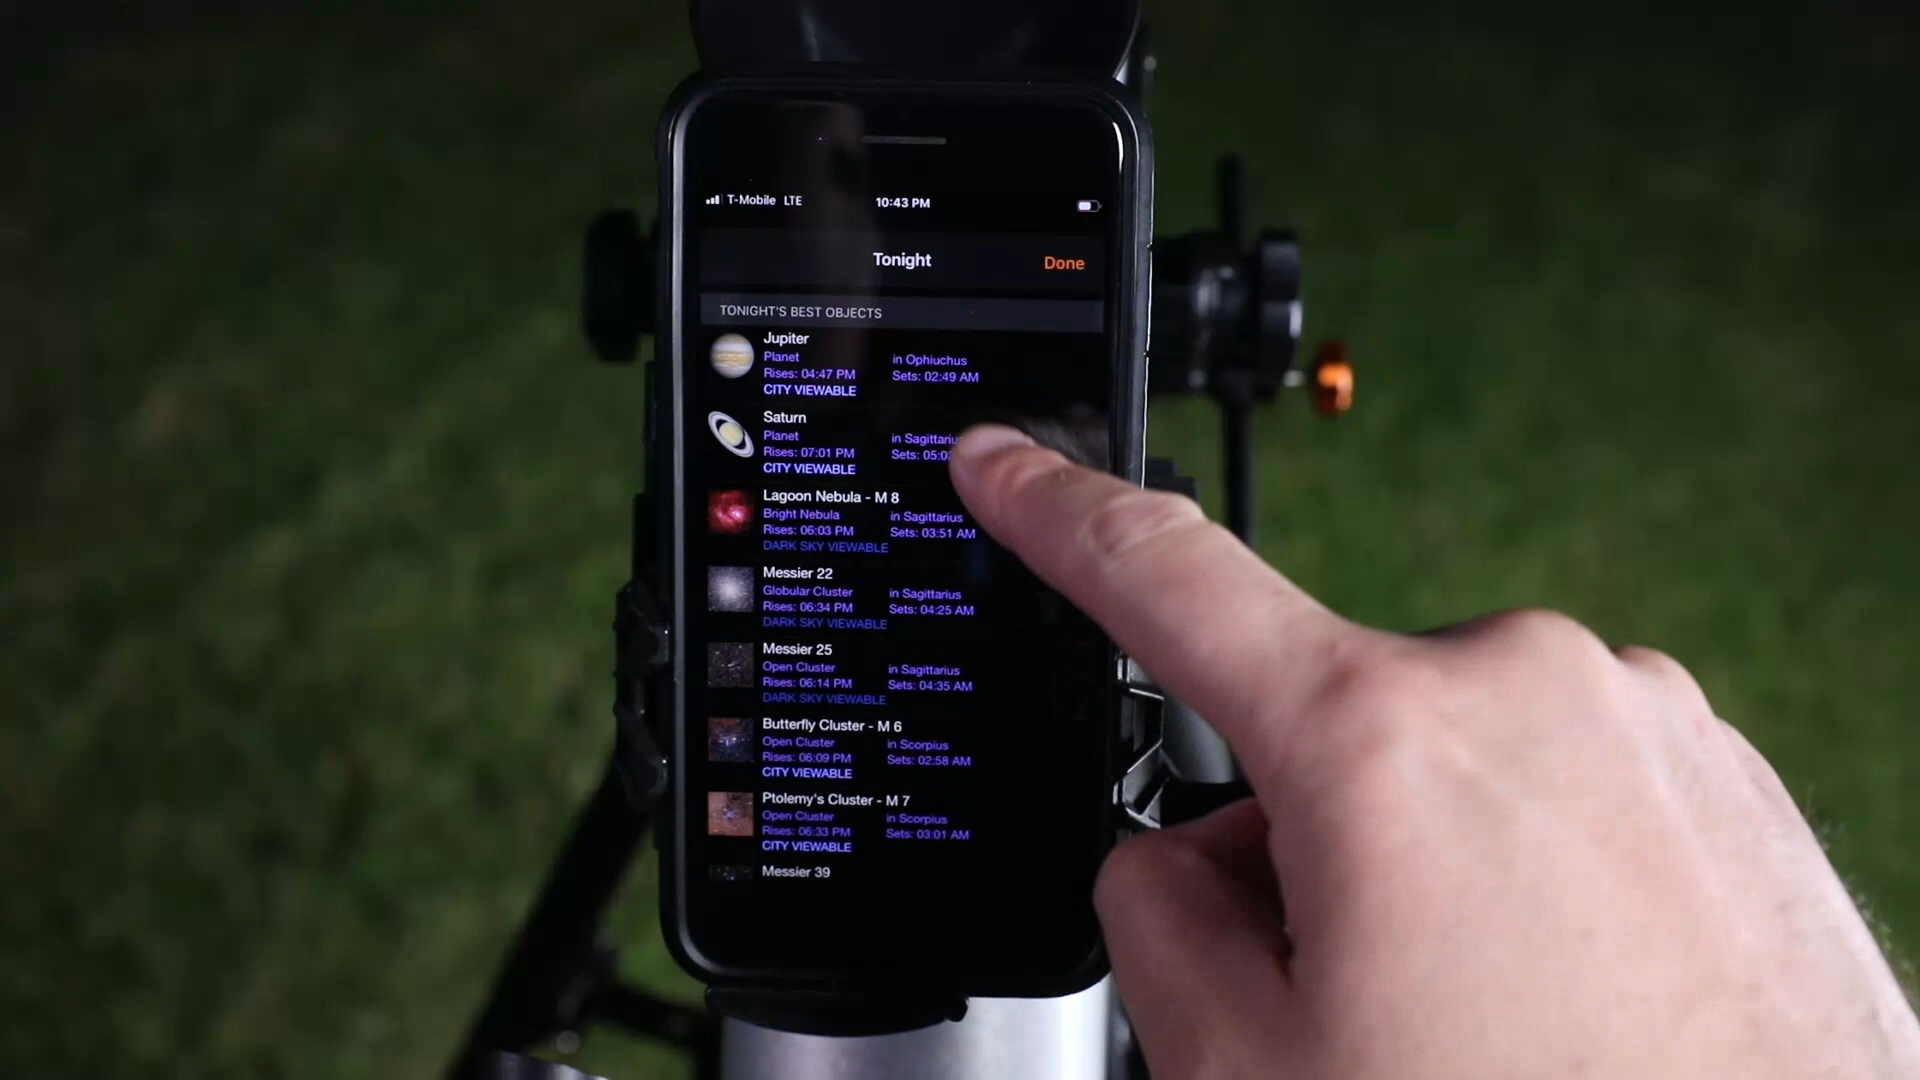 T-Mobile LTE 10:43 PM
Tonight Done
TONIGHT'S BEST OBJECTS
Jupiter
Planet in Ophiuchus
Rises: 04:47 PM Sets: 02:49 AM
CITY VIEWABLE
Saturn
Planet in
Rises: 07:01 PM Sets:
CITY VIEWABLE
Lagoon Nebula - M 8
Bright Nebula in Sagittarius
Rises: 06:03 PM Sets: 03:51 AM
DARK SKY VIEWABLE
Messier 22
Globular Cluster in Sagittarius
Rises: 06:34 PM Sets: 04:25 AM
DARK SKY VIEWABLE
Messier 25
Open Cluster in Sagittarius
Rises: 06:14 PM Sets: 04:35 AM
DARK SKY VIEWABLE
Butterfly Cluster - M 6
Open Cluster in Scorpius
Rises: 06:09 PM Sets: 02:58 AM
CITY VIEWABLE
Ptolemy's Cluster - M 7
Open Cluster in Scorpius
Rises: 06:33 PM Sets: 03:01 AM
CITY VIEWABLE
Messier 39